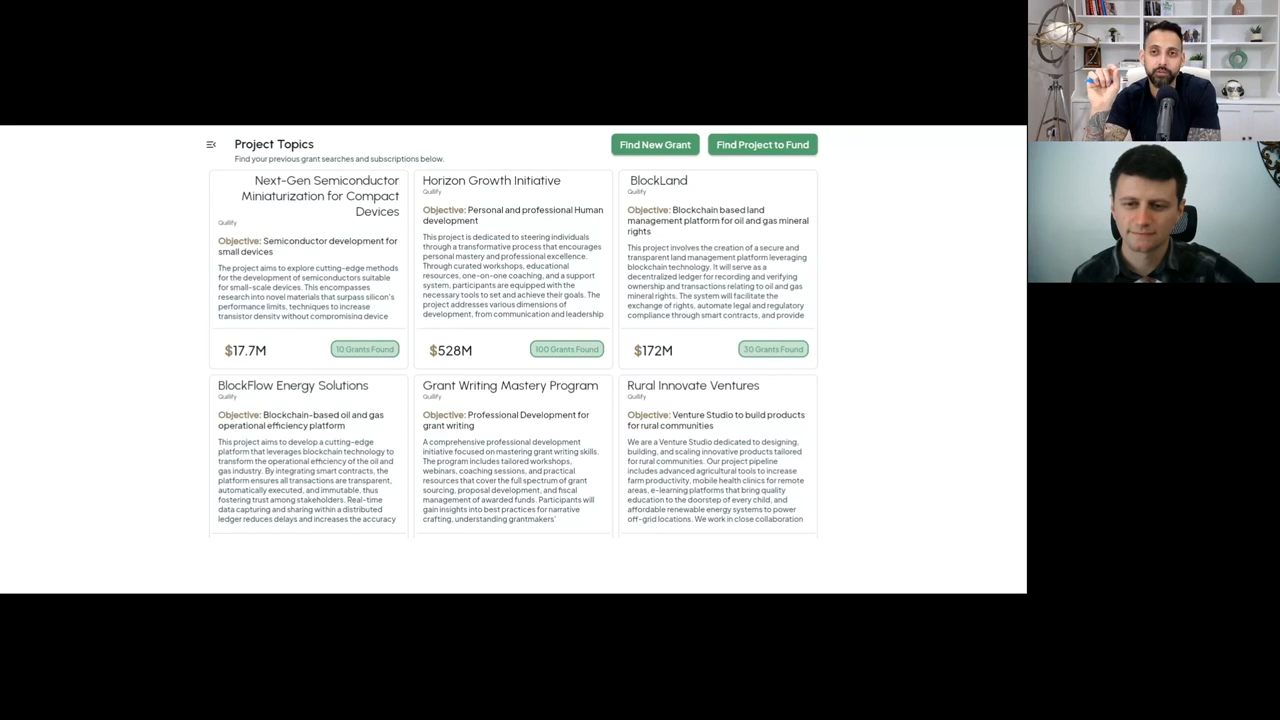 Project Topics
Find your previous grant searches and subscriptions below.
Find New Grant
Find Project to Fund
Next-Gen Semiconductor
Miniaturization for Compact
Devices
Quillify
Objective: Semiconductor development for
small devices
The project aims to explore cutting-edge methods
for the development of semiconductors suitable
for small-scale devices. This encompasses
research into novel materials that surpass silicon's
performance limits, techniques to increase
transistor density without compromising device
$17.7M
10 Grants Found
Horizon Growth Initiative
Quillify
Objective: Personal and professional Human
development
This project is dedicated to steering individuals
through a transformative process that encourages
personal mastery and professional excellence.
Through curated workshops, educational
resources, one-on-one coaching, and a support
system, participants are equipped with the
necessary tools to set and achieve their goals. The
project addresses various dimensions of
development, from communication and leadership
$528M
100 Grants Found
BlockLand
Quillify
Objective: Blockchain based land
management platform for oil and gas mineral
rights
This project involves the creation of a secure and
transparent land management platform leveraging
blockchain technology. It will serve as a
decentralized ledger for recording and verifying
ownership and transactions relating to oil and gas
mineral rights. The system will facilitate the
exchange of rights, automate legal and regulatory
compliance through smart contracts, and provide
$172M
30 Grants Found
BlockFlow Energy Solutions
Quillify
Objective: Blockchain-based oil and gas
operational efficiency platform
This project aims to develop a cutting-edge
platform that leverages blockchain technology to
transform the operational efficiency of the oil and
gas industry. By integrating smart contracts, the
platform ensures all transactions are transparent,
automatically executed, and immutable, thus
fostering trust among stakeholders. Real-time
data capturing and sharing within a distributed
ledger reduces delays and increases the accuracy
Grant Writing Mastery Program
Quillify
Objective: Professional Development for
grant writing
A comprehensive professional development
initiative focused on mastering grant writing skills.
The program includes tailored workshops,
webinars, coaching sessions, and practical
resources that cover the full spectrum of grant
sourcing, proposal development, and fiscal
management of awarded funds. Participants will
gain insights into best practices for narrative
crafting, understanding grantmakers'
Rural Innovate Ventures
Quillify
Objective: Venture Studio to build products
for rural communities
We are a Venture Studio dedicated to designing,
building, and scaling innovative products tailored
for rural communities. Our project pipeline
includes advanced agricultural tools to increase
farm productivity, mobile health clinics for remote
areas, e-learning platforms that bring quality
education to the doorstep of every child, and
affordable renewable energy systems to power
off-grid locations. We work in close collaboration